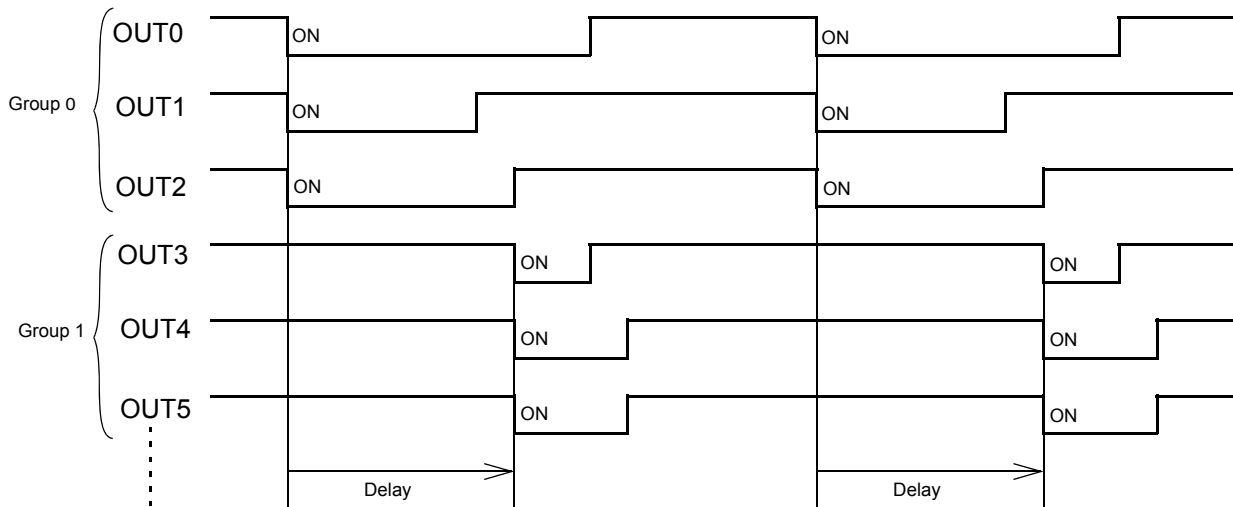 OUT0 ON ON
Group 0
OUT1 ON ON
OUT2 ON ON
OUT3 ON ON
Group 1
OUT4 ON ON
OUT5 ON ON
Delay Delay